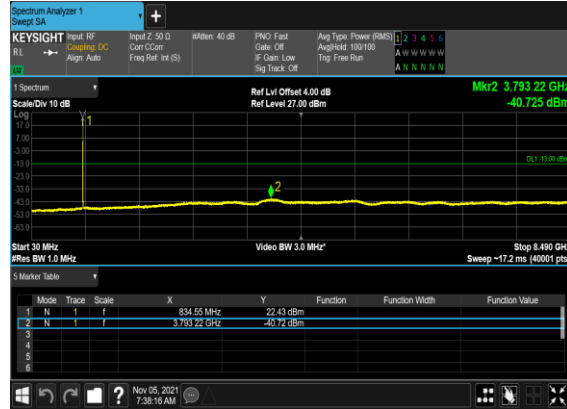 Spectrum Analyzer 1
Swept SA
+
KEYSIGHT Input: RF Input Z: 50 Ω #Atten: 40 dB PNO: Fast Avg Type: Power (RMS) 1 2 3 4 5 6
RL Coupling: DC Corr CCorr Gate: Off Avg|Hold: 100/100 A W W W W W
Align: Auto Freq Ref: Int (S) IF Gain: Low Trig: Free Run
LW Sig Track: Off A N N N N N
1 Spectrum Ref Lvl Offset 4.00 dB Mkr2 3.793 22 GHz
Scale/Div 10 dB Ref Level 27.00 dBm -40.725 dBm
Log
17.0 1
7.00
-3.00
-13.0 DL1 -13.00 dBm
-23.0
-33.0 2
-43.0
-53.0
-63.0
Start 30 MHz Video BW 3.0 MHz* Stop 8.490 GHz
#Res BW 1.0 MHz Sweep ~17.2 ms (40001 pts)
5 Marker Table
Mode Trace Scale X Y Function Function Width Function Value
1 N 1 f 834.55 MHz 22.43 dBm
2 N 1 f 3.793 22 GHz -40.72 dBm
3
4
5
6
? Nov 05, 2021
7:38:16 AM